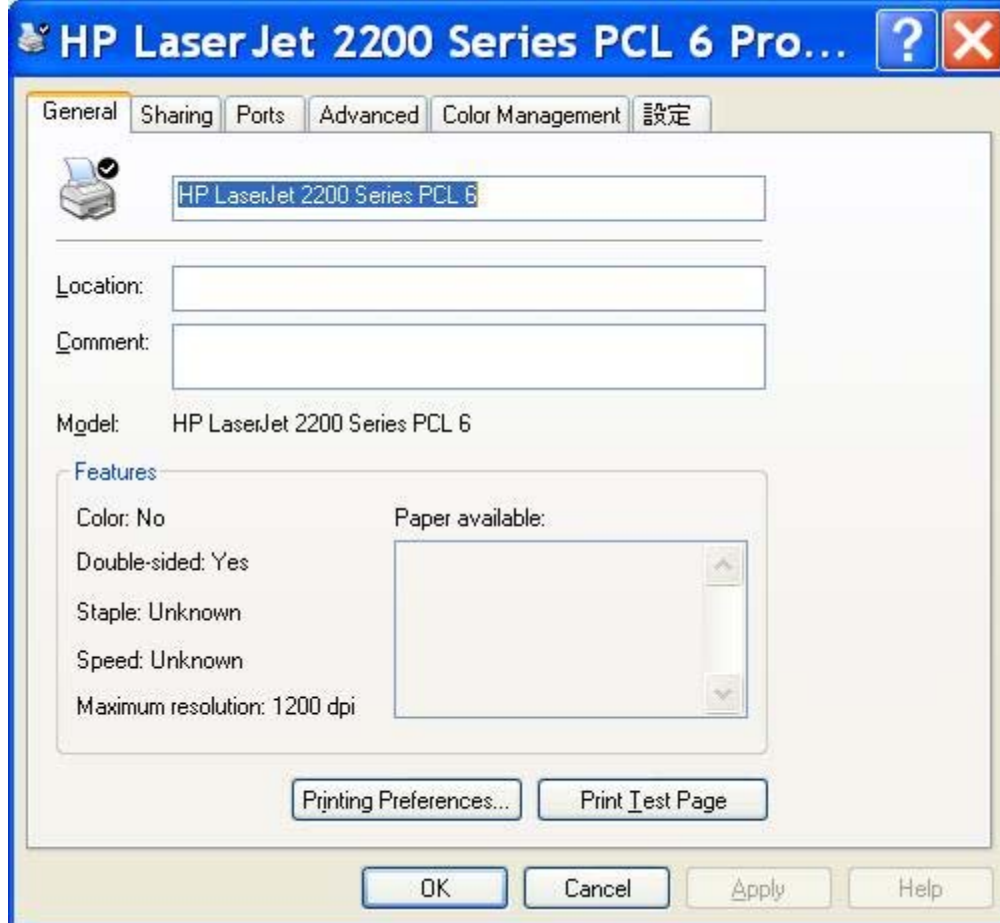 HP LaserJet 2200 Series PCL 6 Pro...
General Sharing Ports Advanced Color Management 設定
HP LaserJet 2200 Series PCL 6
Location:
Comment:
Model: HP LaserJet 2200 Series PCL 6
Features
Color: No Paper available:
Double-sided: Yes
Staple: Unknown
Speed: Unknown
Maximum resolution: 1200 dpi
Printing Preferences... Print Test Page
OK Cancel Apply Help